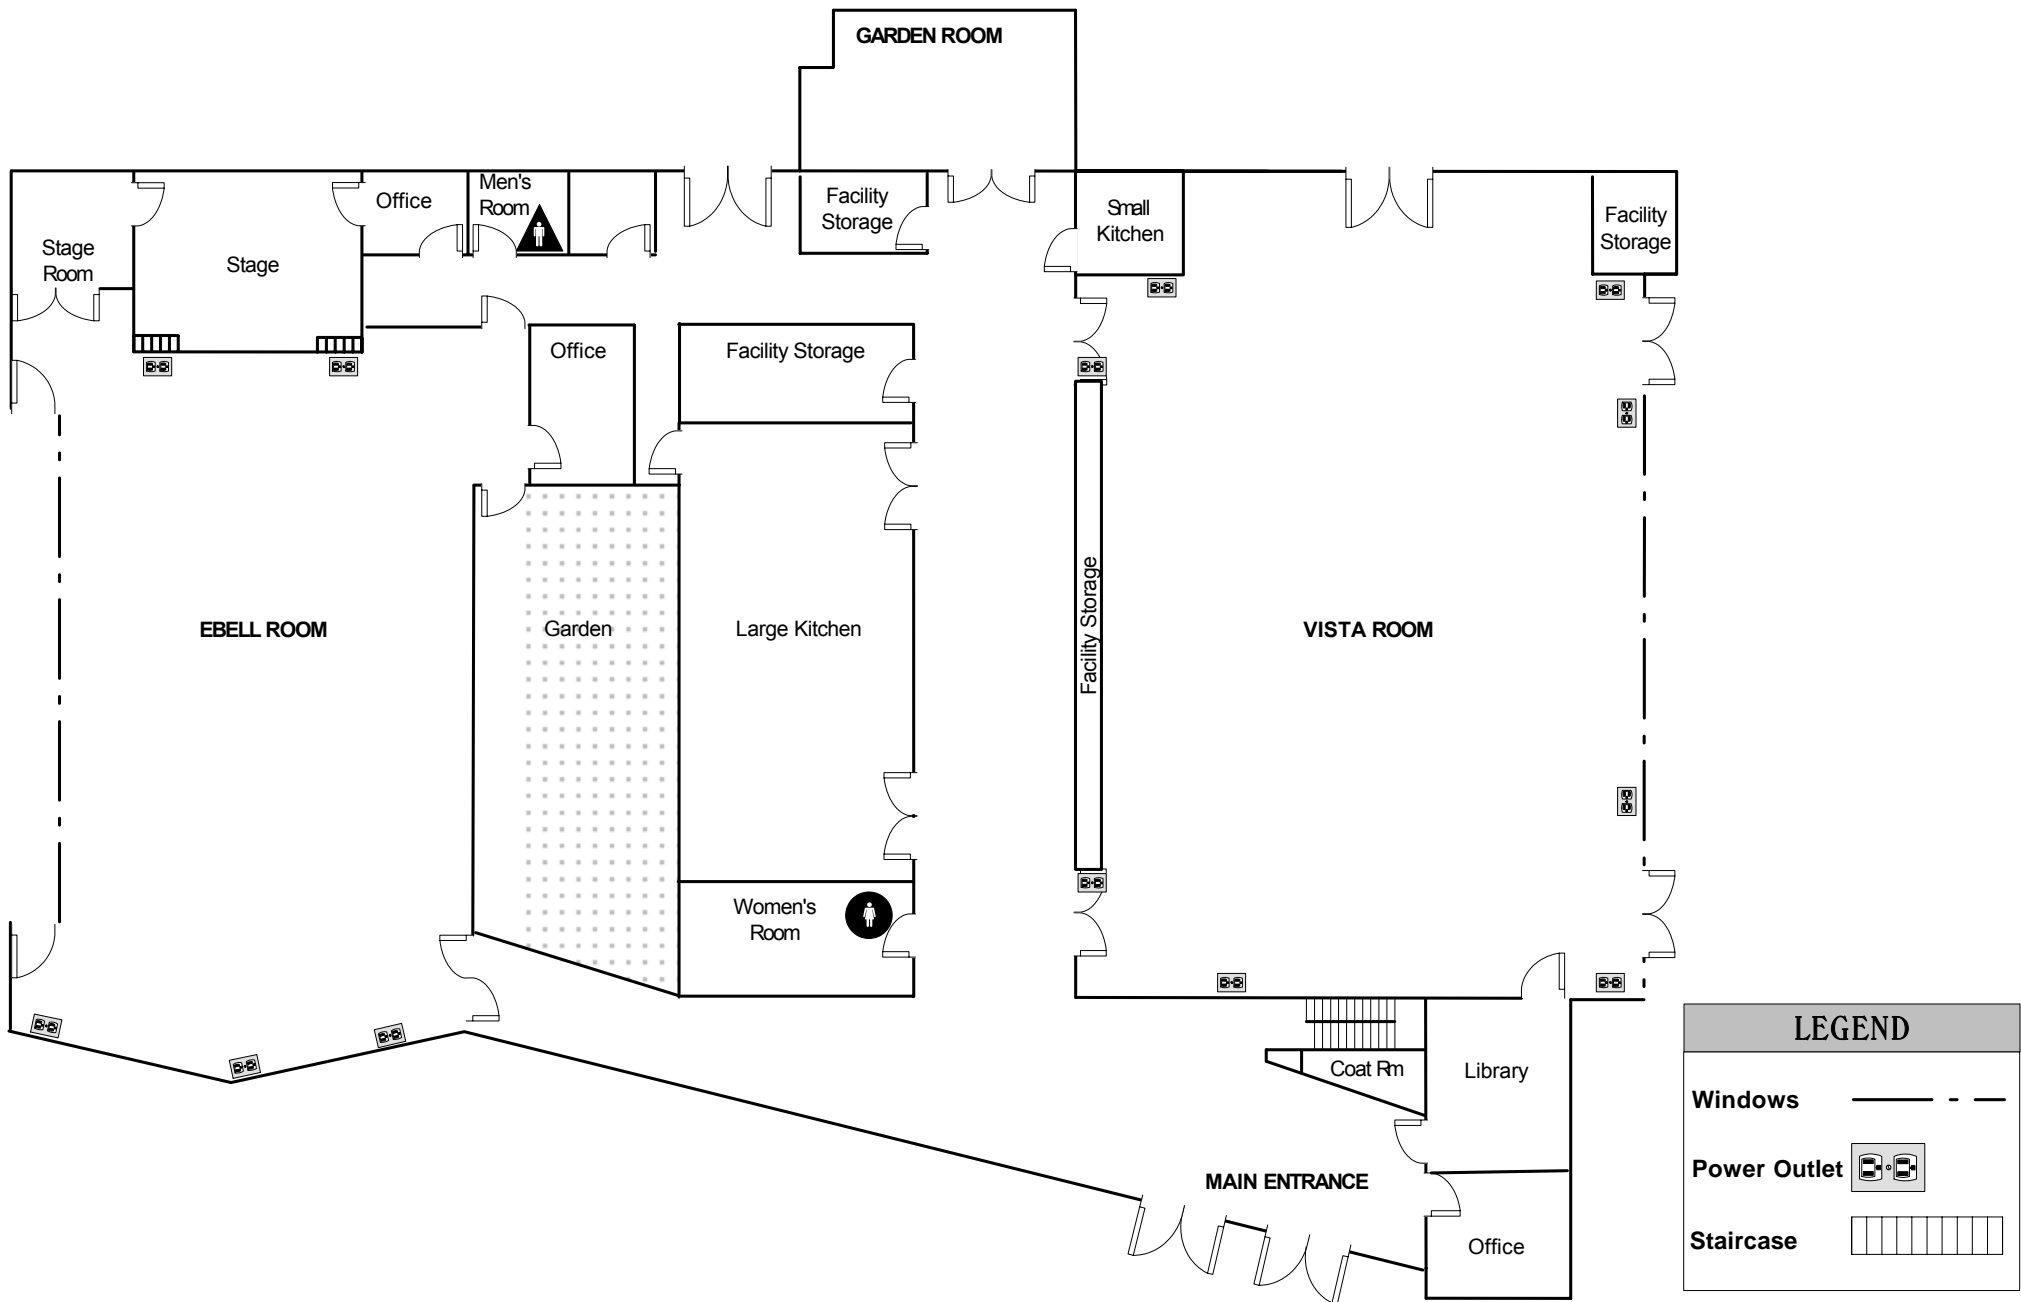 GARDEN ROOM
Men's
Room
Office
Facility
Storage
Small
Kitchen
Facility
Storage
Stage
Room
Stage
Office
Facility Storage
EBELL ROOM
Garden
Large Kitchen
Facility Storage
VISTA ROOM
Women's
Room
Coat Rm
Library
MAIN ENTRANCE
Office
LEGEND
Windows
Power Outlet
Staircase